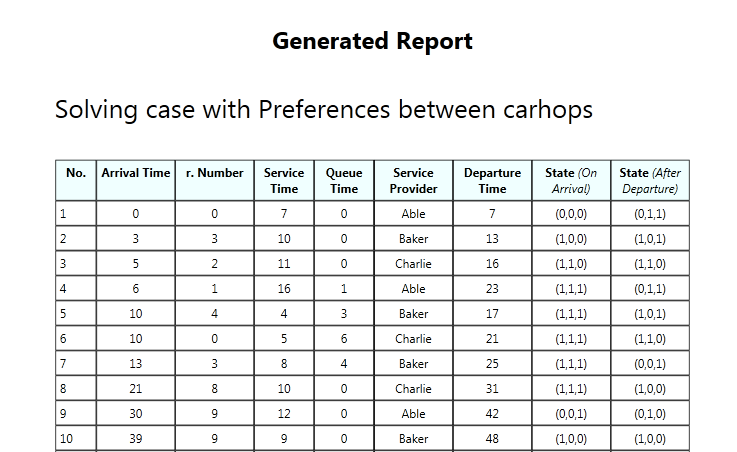 Generated Report
Solving case with Preferences between carhops
No. Arrival Time r. Number Service Time Queue Time Service Provider Departure Time State (On Arrival) State (After Departure)
1 0 0 7 0 Able 7 (0,0,0) (0,1,1)
2 3 3 10 0 Baker 13 (1,0,0) (1,0,1)
3 5 2 11 0 Charlie 16 (1,1,0) (1,1,0)
4 6 1 16 1 Able 23 (1,1,1) (0,1,1)
5 10 4 4 3 Baker 17 (1,1,1) (1,0,1)
6 10 0 5 6 Charlie 21 (1,1,1) (1,1,0)
7 13 3 8 4 Baker 25 (1,1,1) (0,0,1)
8 21 8 10 0 Charlie 31 (1,1,1) (1,0,0)
9 30 9 12 0 Able 42 (0,0,1) (0,1,0)
10 39 9 9 0 Baker 48 (1,0,0) (1,0,0)